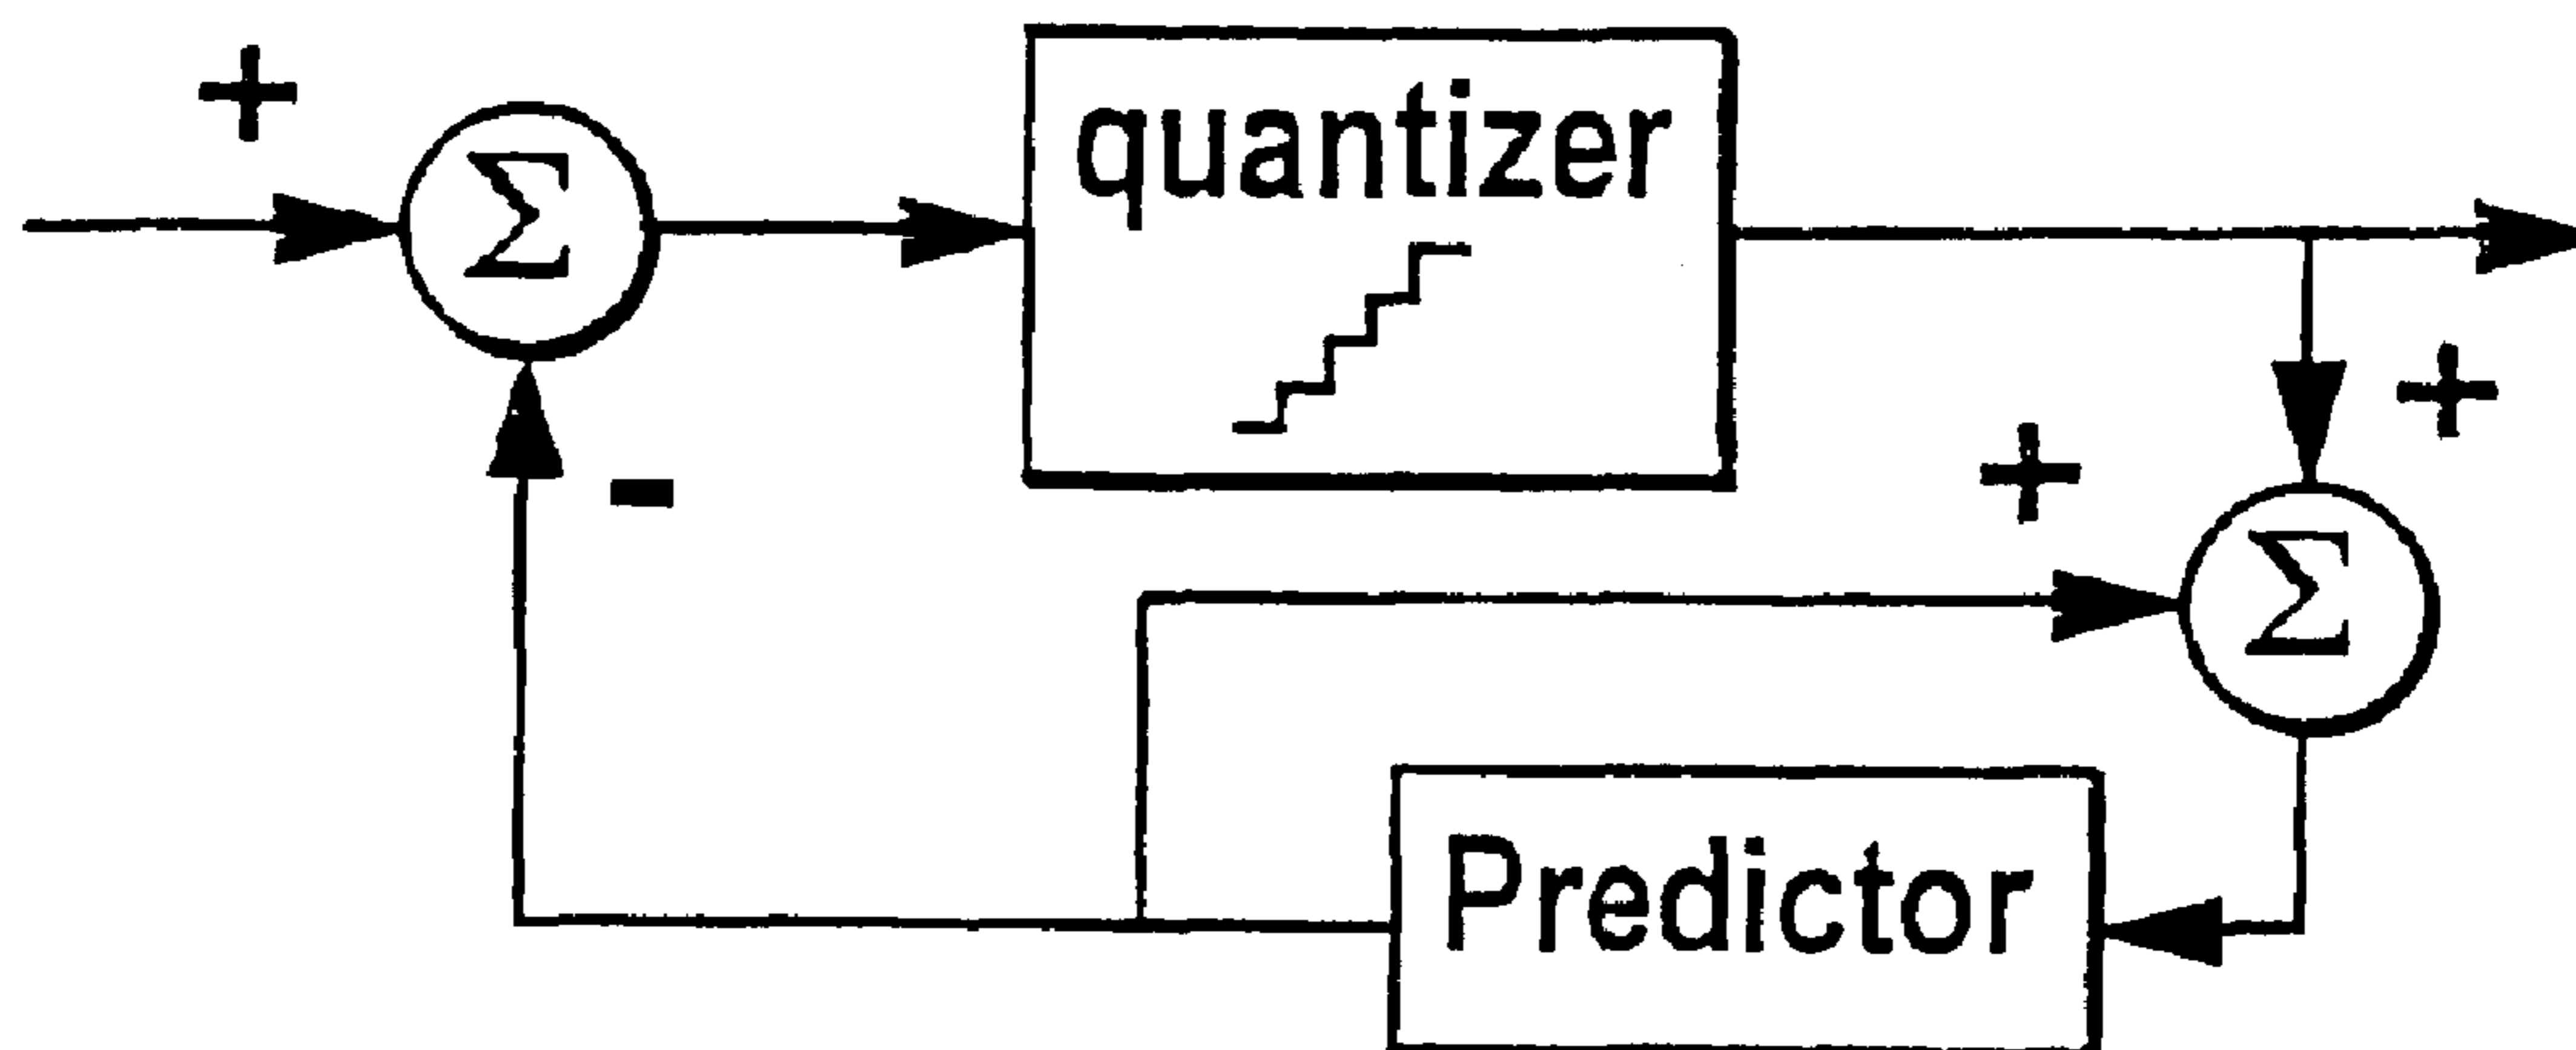 +
Σ
quantizer
-
+
+
Σ
Predictor